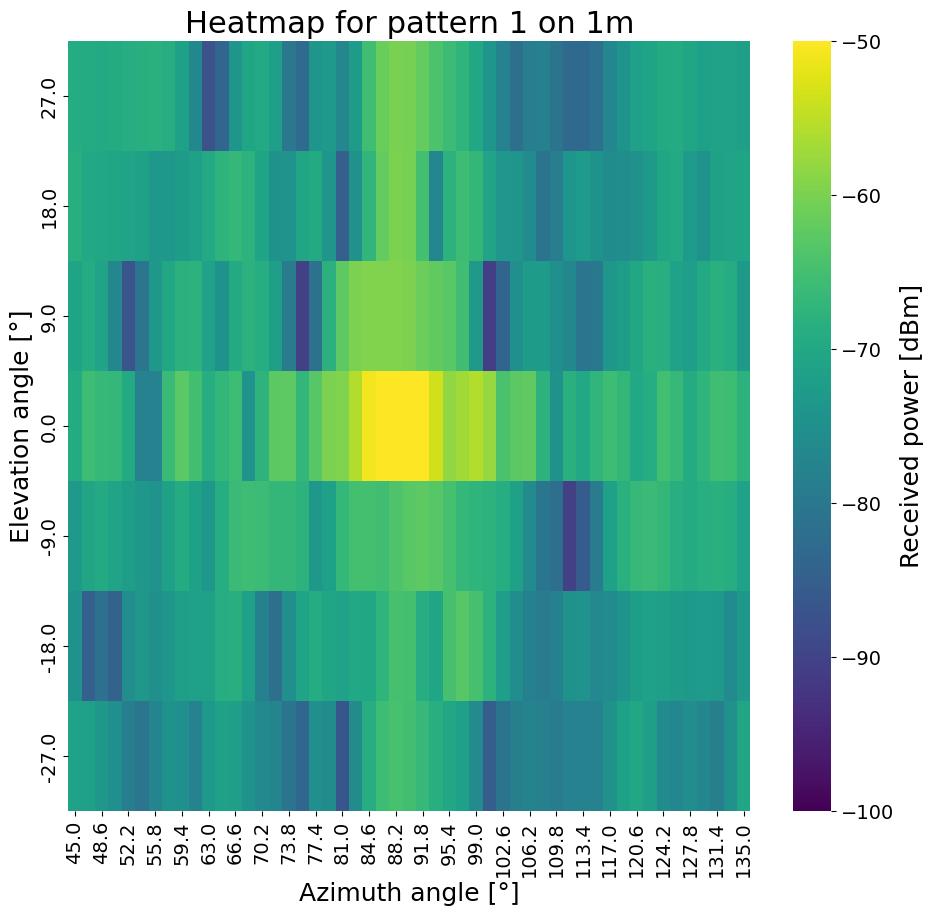 Heatmap for pattern 1 on 1m
Elevation angle [°]
27.0
18.0
9.0
0.0
-9.0
-18.0
-27.0
45.0 48.6 52.2 55.8 59.4 63.0 66.6 70.2 73.8 77.4 81.0 84.6 88.2 91.8 95.4 99.0 102.6 106.2 109.8 113.4 117.0 120.6 124.2 127.8 131.4 135.0
Azimuth angle [°]
−50
−60
−70
−80
−90
−100
Received power [dBm]